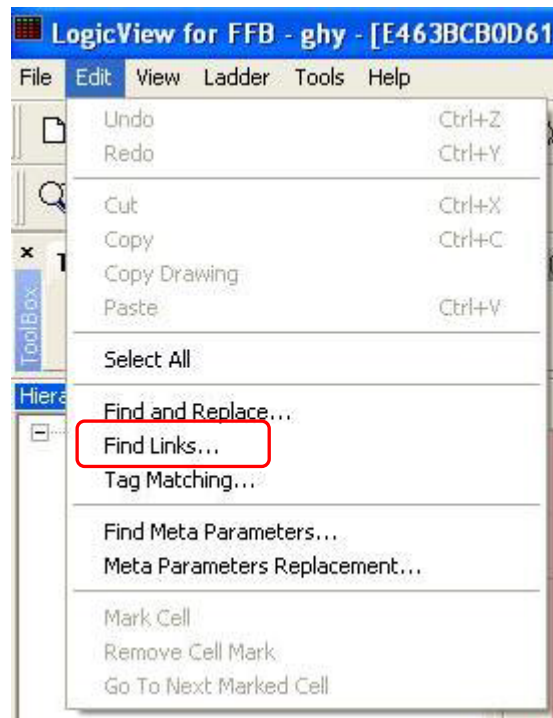 LogicView for FFB - ghy - [E463BCB0D61
File Edit View Ladder Tools Help
Undo Ctrl+Z
Redo Ctrl+Y
Cut Ctrl+X
Copy Ctrl+C
Copy Drawing
Paste Ctrl+V
ToolBox
Select All
Hiera
Find and Replace...
Find Links...
Tag Matching...
Find Meta Parameters...
Meta Parameters Replacement...
Mark Cell
Remove Cell Mark
Go To Next Marked Cell